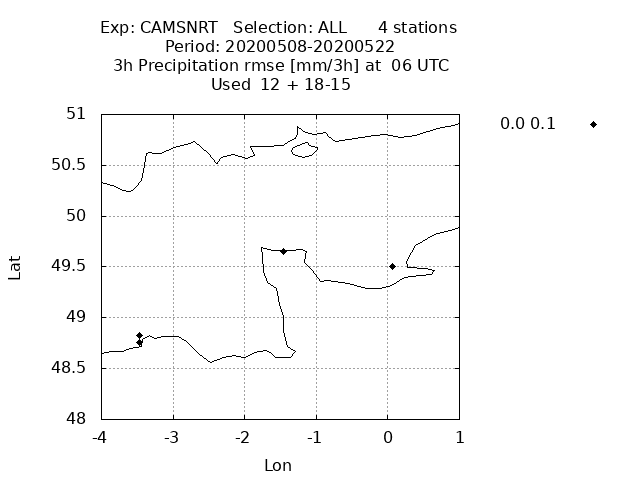 Exp: CAMSNRT   Selection: ALL      4 stations
Period: 20200508-20200522
3h Precipitation rmse [mm/3h] at  06 UTC
Used  12 + 18-15
0.0 0.1
51
50.5
50
49.5
49
48.5
48
Lat
-4 -3 -2 -1 0 1
Lon